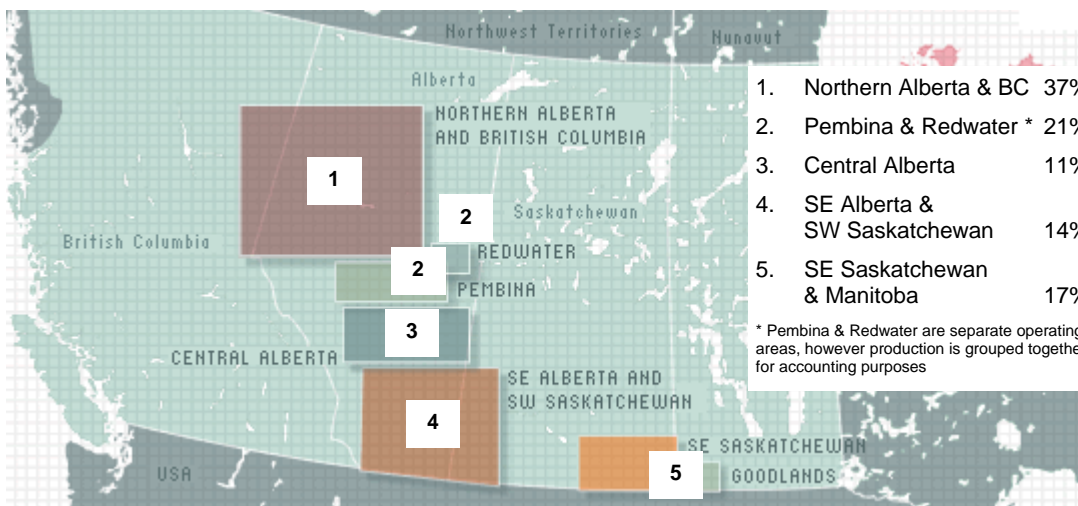 Northwest Territories
Nunavut
Alberta
NORTHERN ALBERTA
AND BRITISH COLUMBIA
1
2
Saskatchewan
British Columbia
REDWATER
2
PEMBINA
3
CENTRAL ALBERTA
SE ALBERTA AND
SW SASKATCHEWAN
4
SE SASKATCHEWAN
5
GOODLANDS
USA
1. Northern Alberta & BC 37%
2. Pembina & Redwater * 21%
3. Central Alberta 11%
4. SE Alberta &
SW Saskatchewan 14%
5. SE Saskatchewan
& Manitoba 17%
* Pembina & Redwater are separate operating
areas, however production is grouped togethe
for accounting purposes